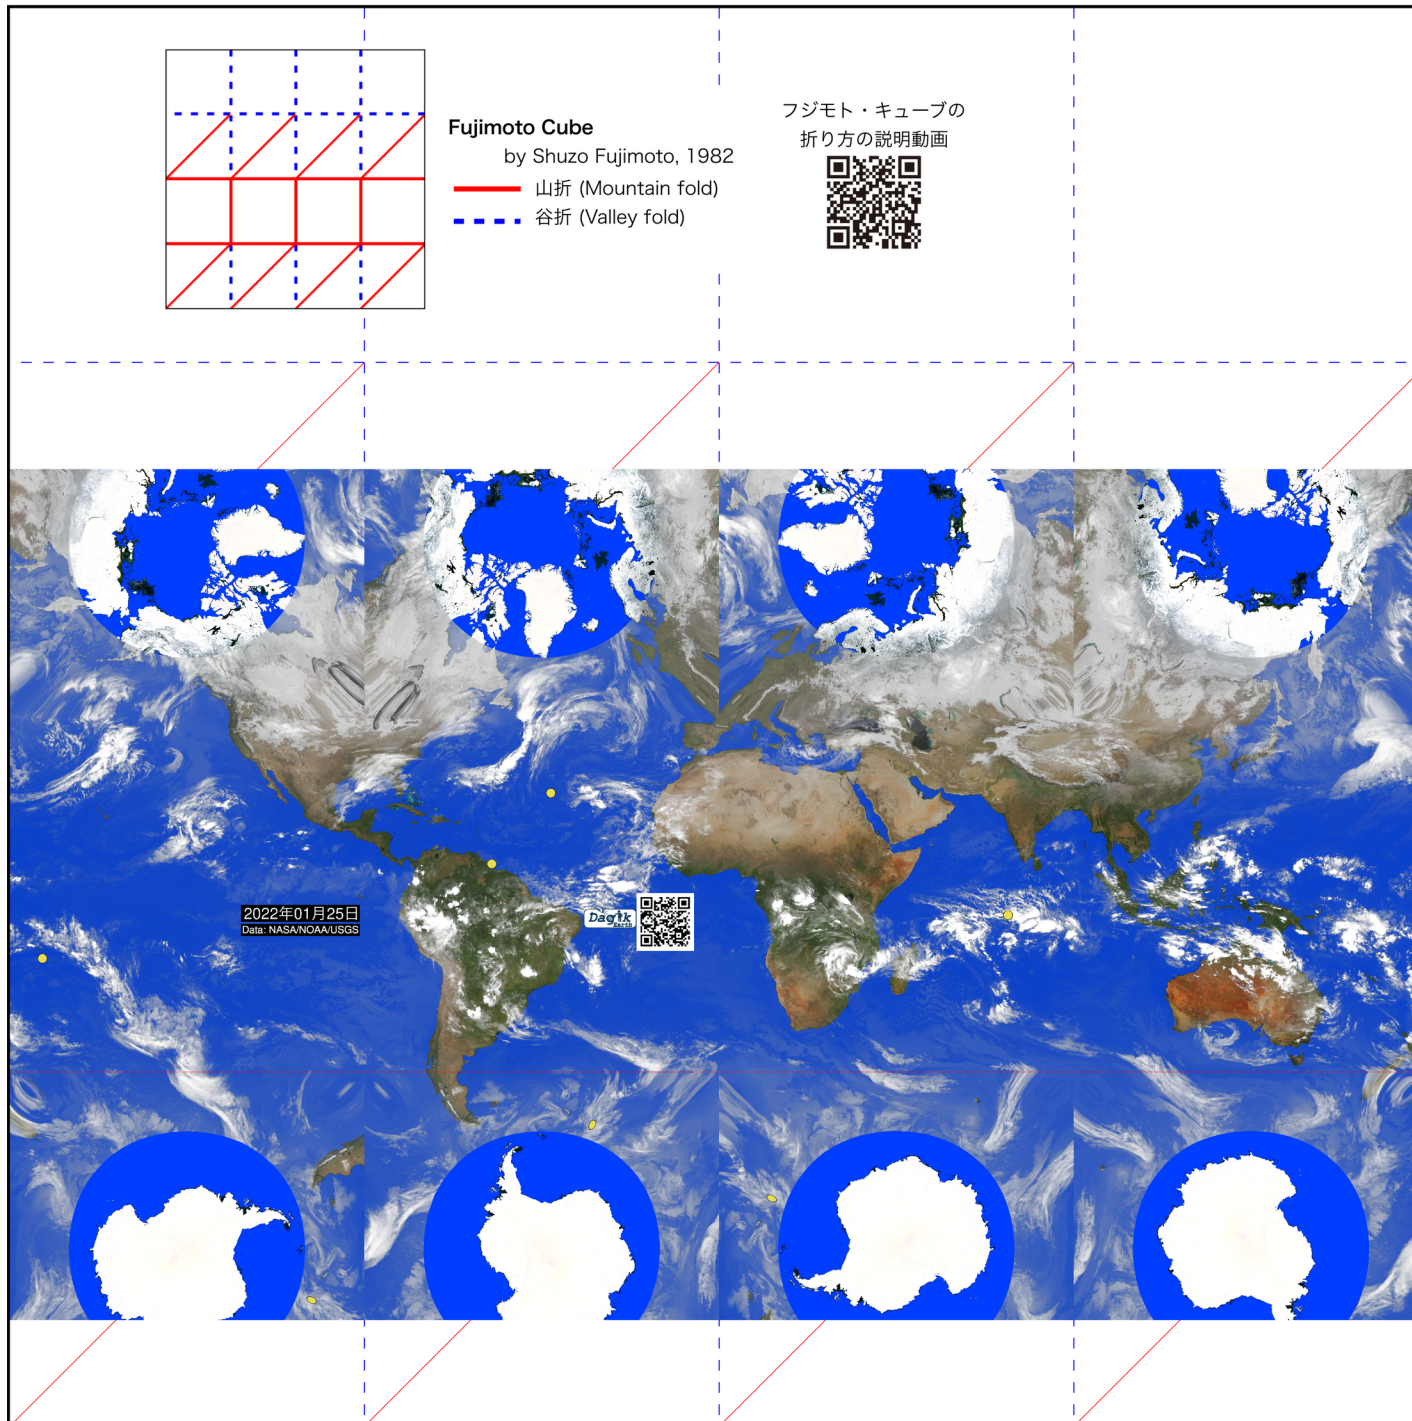 Fujimoto Cube
by Shuzo Fujimoto, 1982
山折 (Mountain fold)
谷折 (Valley fold)
フジモト・キューブの
折り方の説明動画
2022年01月25日
Data: NASA/NOAA/USGS
Dagik
Earth